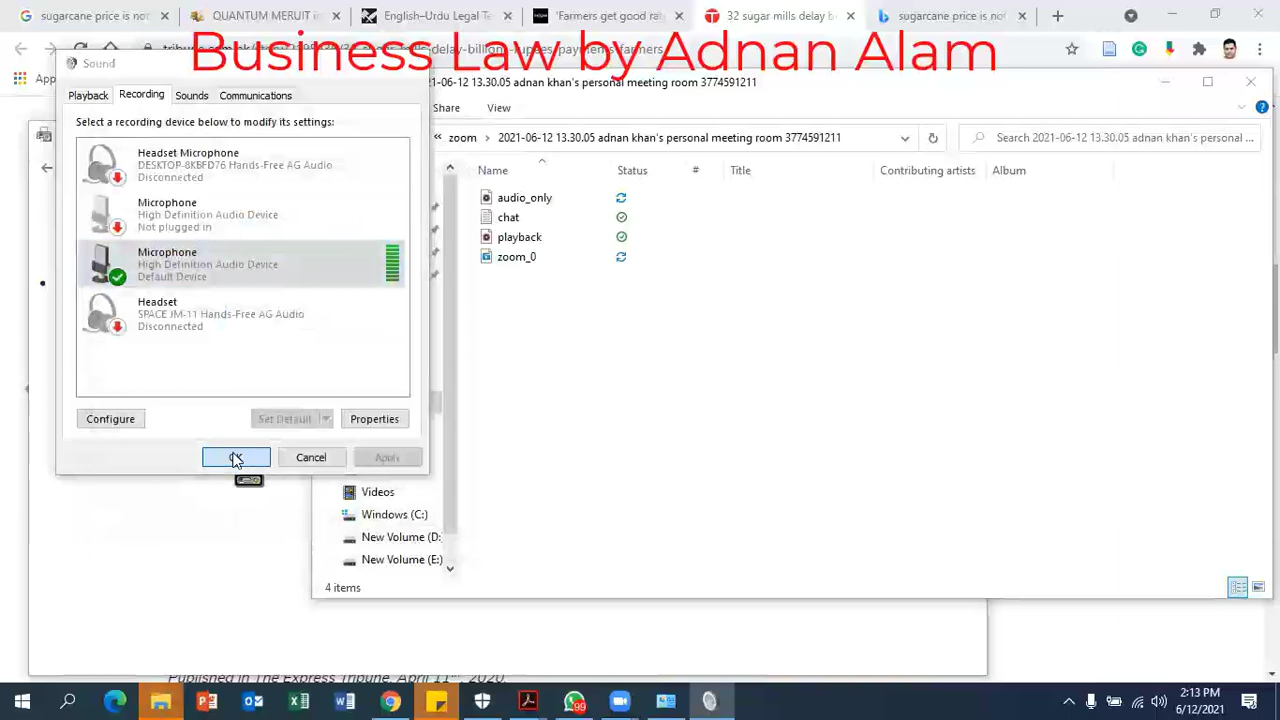 sugarcane price is not
QUANTUM MERUIT i
English–Urdu Legal Te
'Farmers get good rat
32 sugar mills delay b
sugarcane price is not
Business Law by Adnan Alam
App
Sound
Playback
Recording
Sounds
Communications
Select a recording device below to modify its settings:
Headset Microphone
DESKTOP-8KBFD76 Hands-Free AG Audio
Disconnected
Microphone
High Definition Audio Device
Not plugged in
Microphone
High Definition Audio Device
Default Device
Headset
SPACE JM-11 Hands-Free AG Audio
Disconnected
Configure
Set Default
Properties
Cancel
Apply
21-06-12 13.30.05 adnan khan's personal meeting room 3774591211
Share
View
zoom
2021-06-12 13.30.05 adnan khan's personal meeting room 3774591211
Search 2021-06-12 13.30.05 adnan khan's personal ...
Name
Status
#
Title
Contributing artists
Album
audio_only
chat
playback
zoom_0
Videos
Windows (C:)
New Volume (D:
New Volume (E:)
4 items
Published in The Express Tribune, April 11th, 2020.
99
2:13 PM
6/12/2021